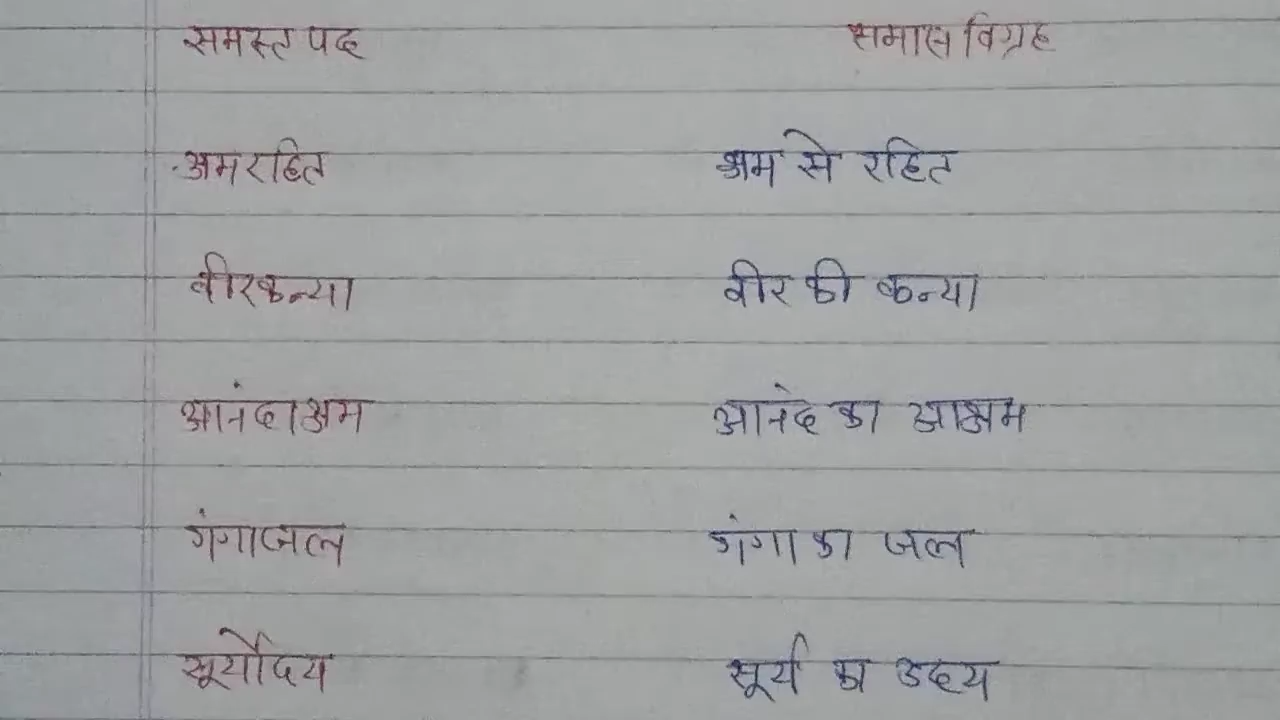 समस्त पद समास विग्रह
श्रमरहित श्रम से रहित
वीरकन्या वीर की कन्या
आनंदाश्रम आनंद का आश्रम
गंगाजल गंगा का जल
सूर्योदय सूर्य का उदय